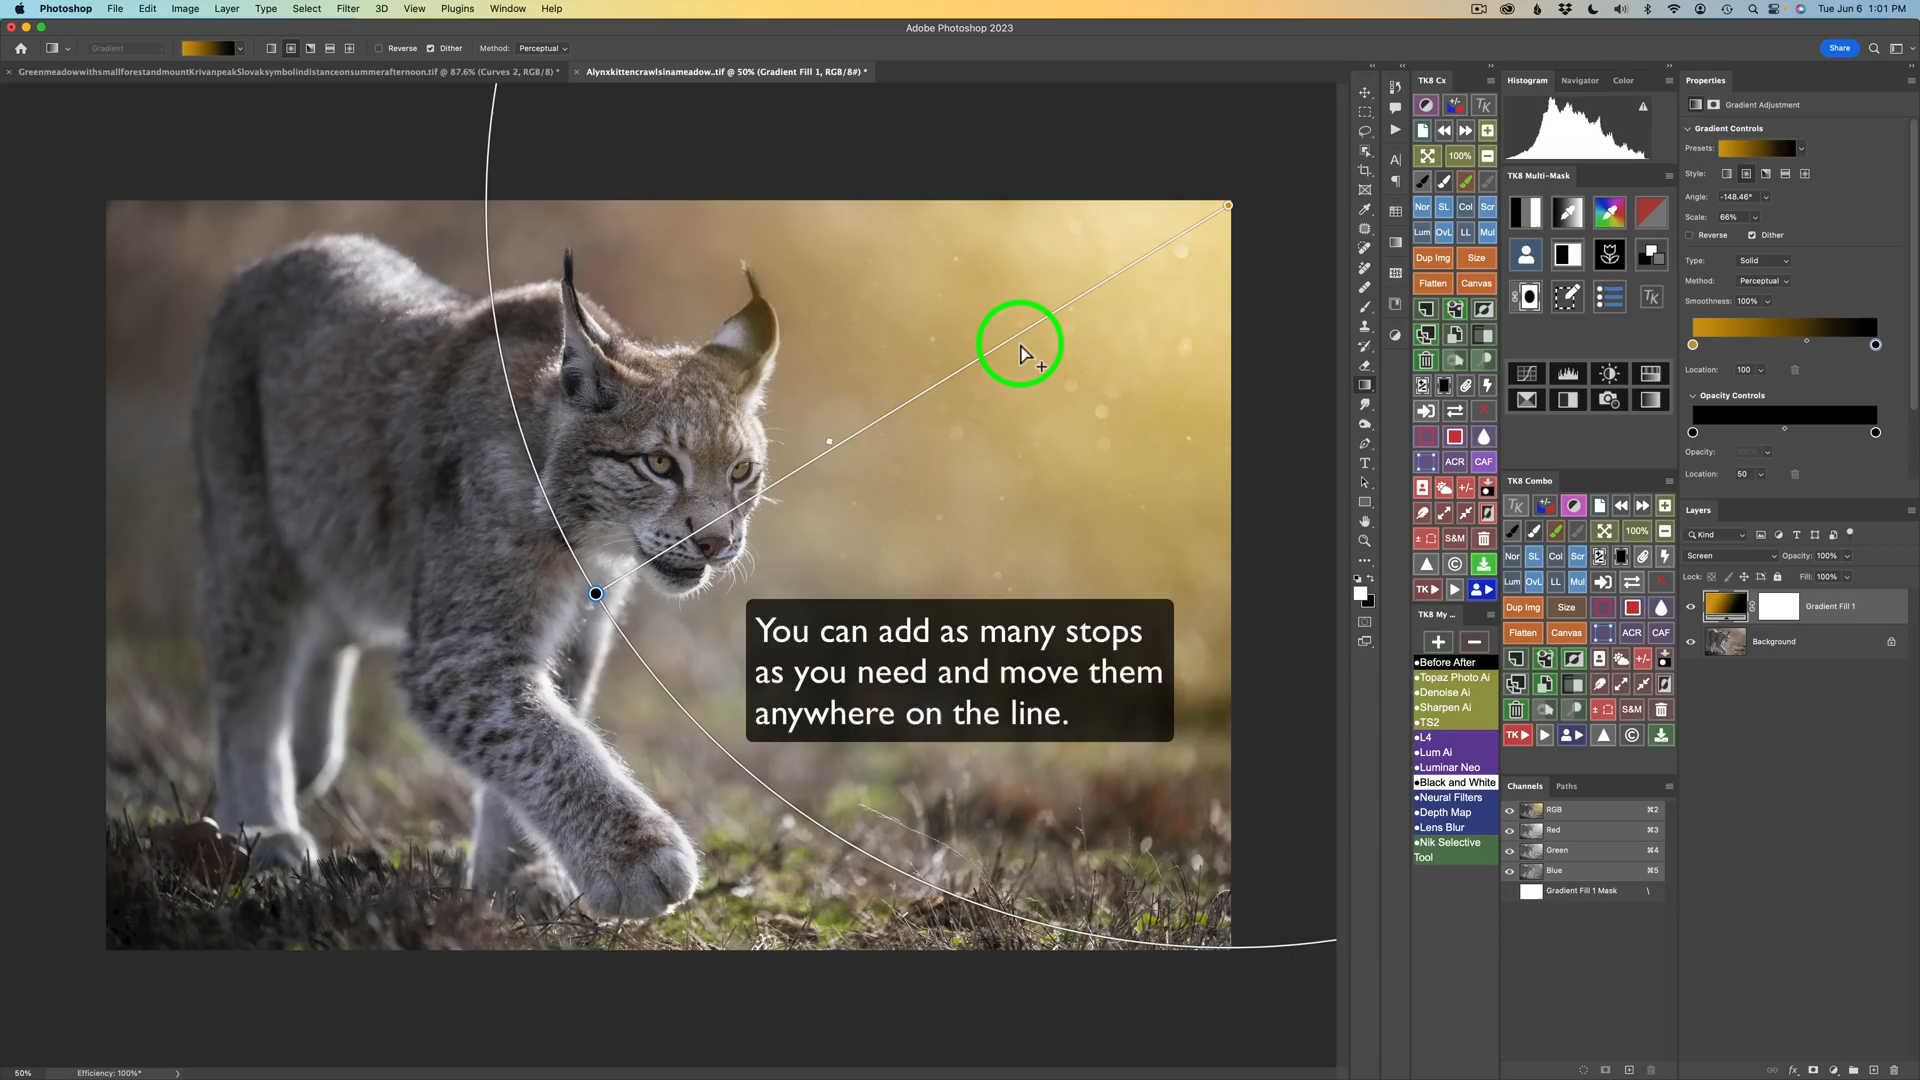 Photoshop File Edit Image Layer Type Select Filter 3D View Plugins Window Help
Tue Jun 6 1:01 PM
Adobe Photoshop 2023
Gradient
Reverse
Dither
Method: Perceptual
Share
GreenmeadowwithsmallforestandmountKrivanpeakSlovaksymbolindistanceonsummerafternoon.tif @ 87.6% (Curves 2, RGB/8) *
Alynxkittencrawlsinameadow..tif @ 50% (Gradient Fill 1, RGB/8#) *
You can add as many stops
as you need and move them
anywhere on the line.
50%
Efficiency: 100%*
TK8 Cx
TK
100%
Nor SL Col Scr
Lum OvL LL Mul
Dup Img Size
Flatten Canvas
ACR CAF
+/-
S&M
TK
TK8 My ...
●Before After
●Topaz Photo Ai
●Denoise Ai
●Sharpen Ai
●TS2
●L4
●Lum Ai
●Luminar Neo
●Black and White
●Neural Filters
●Depth Map
●Lens Blur
●Nik Selective
Tool
Histogram Navigator Color
TK8 Multi-Mask
TK
TK8 Combo
TK +/-
100%
Nor SL Col Scr
Lum OvL LL Mul
Dup Img Size
Flatten Canvas ACR CAF
+/-
S&M
TK
Channels Paths
RGB ⌘2
Red ⌘3
Green ⌘4
Blue ⌘5
Gradient Fill 1 Mask \
Properties
Gradient Adjustment
Gradient Controls
Presets:
Style:
Angle: -148.46°
Scale: 66%
Reverse Dither
Type: Solid
Method: Perceptual
Smoothness: 100%
Location: 100
Opacity Controls
Opacity: 100%
Location: 50
Layers
Kind
Screen Opacity: 100%
Lock: Fill: 100%
Gradient Fill 1
Background
fx